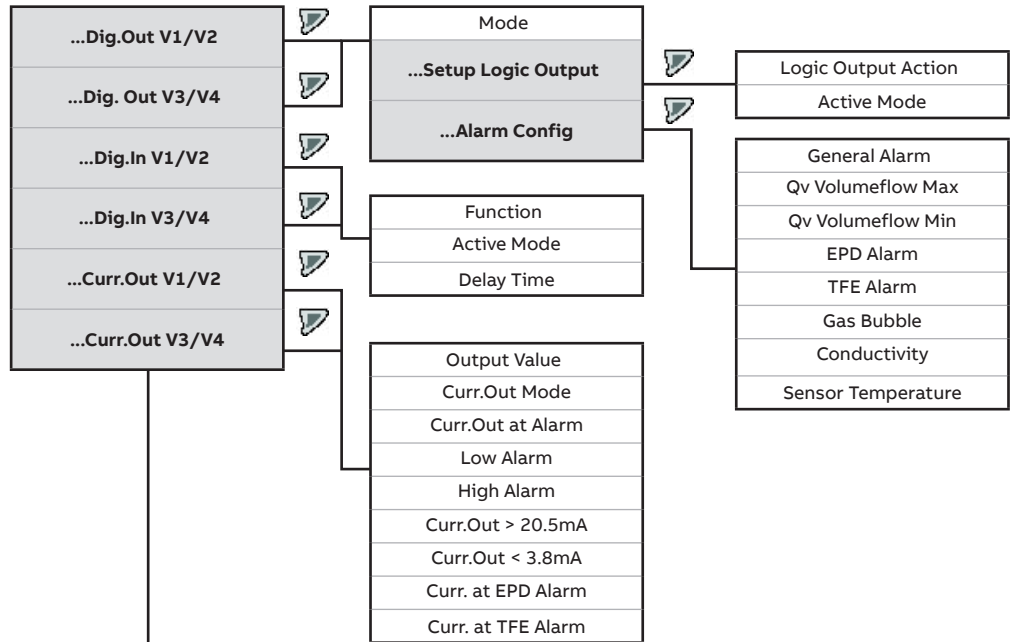 ...Dig.Out V1/V2
...Dig. Out V3/V4
...Dig.In V1/V2
...Dig.In V3/V4
...Curr.Out V1/V2
...Curr.Out V3/V4
Mode
...Setup Logic Output
...Alarm Config
Function
Active Mode
Delay Time
Output Value
Curr.Out Mode
Curr.Out at Alarm
Low Alarm
High Alarm
Curr.Out > 20.5mA
Curr.Out < 3.8mA
Curr. at EPD Alarm
Curr. at TFE Alarm
Logic Output Action
Active Mode
General Alarm
Qv Volumeflow Max
Qv Volumeflow Min
EPD Alarm
TFE Alarm
Gas Bubble
Conductivity
Sensor Temperature